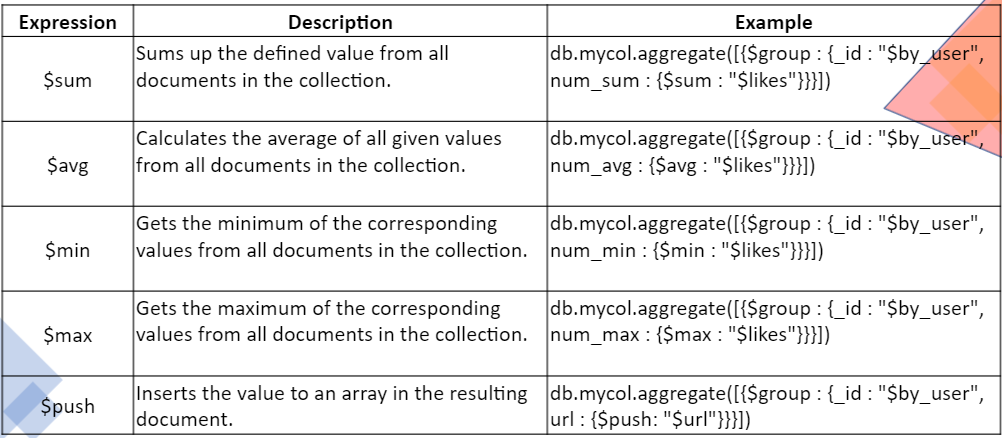 Expression Description Example
$sum
Sums up the defined value from all
documents in the collection.
db.mycol.aggregate([{$group : {_id : "$by_user",
num_sum : {$sum : "$likes"}}}])
$avg
Calculates the average of all given values
from all documents in the collection.
db.mycol.aggregate([{$group : {_id : "$by_user",
num_avg : {$avg : "$likes"}}}])
$min
Gets the minimum of the corresponding
values from all documents in the collection.
db.mycol.aggregate([{$group : {_id : "$by_user",
num_min : {$min : "$likes"}}}])
$max
Gets the maximum of the corresponding
values from all documents in the collection.
db.mycol.aggregate([{$group : {_id : "$by_user",
num_max : {$max : "$likes"}}}])
$push
Inserts the value to an array in the resulting
document.
db.mycol.aggregate([{$group : {_id : "$by_user",
url : {$push: "$url"}}}])